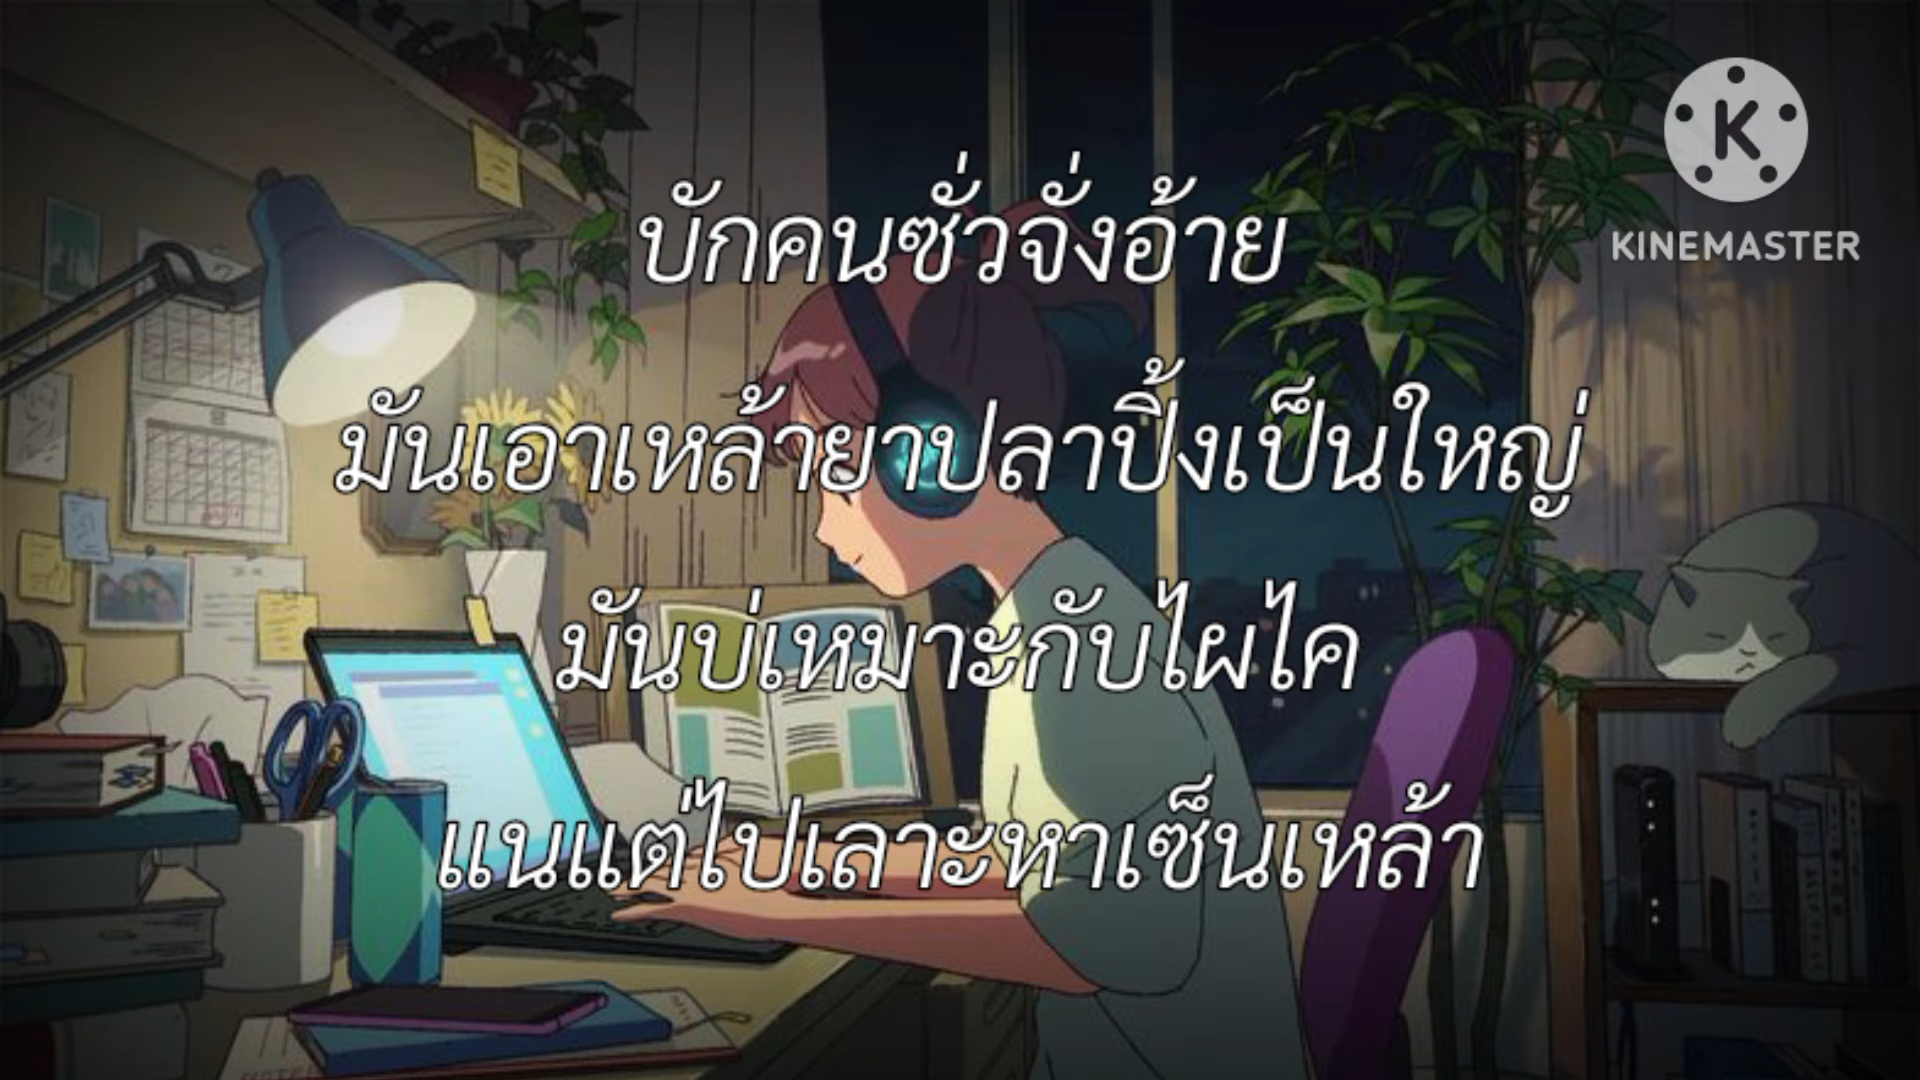 บักคนซั่วจั่งอ้าย
KINEMASTER
มันเอาเหล้ายาปลาปิ้งเป็นใหญ่
มันบ่เหมาะกับไผไค
แนแต่ไปเลาะหาเซ็นเหล้า